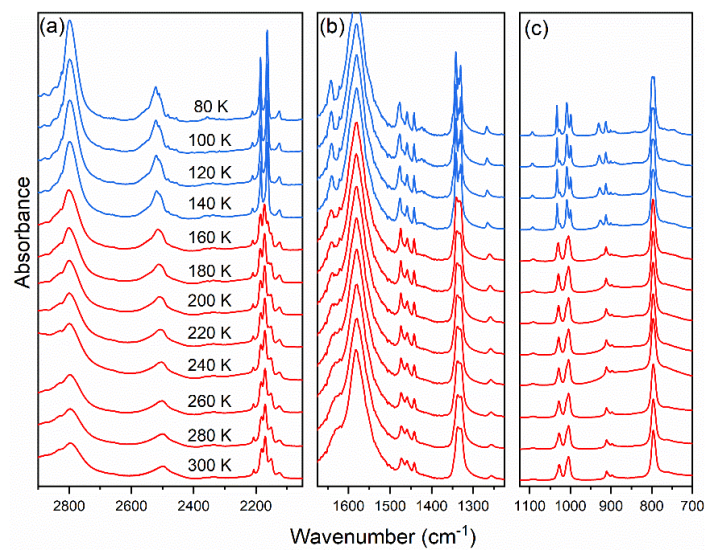 (a) (b) (c)
80 K
100 K
120 K
140 K
160 K
180 K
200 K
220 K
240 K
260 K
280 K
300 K
Absorbance
2800 2600 2400 2200 1600 1500 1400 1300 1100 1000 900 800 700
Wavenumber (cm⁻¹)